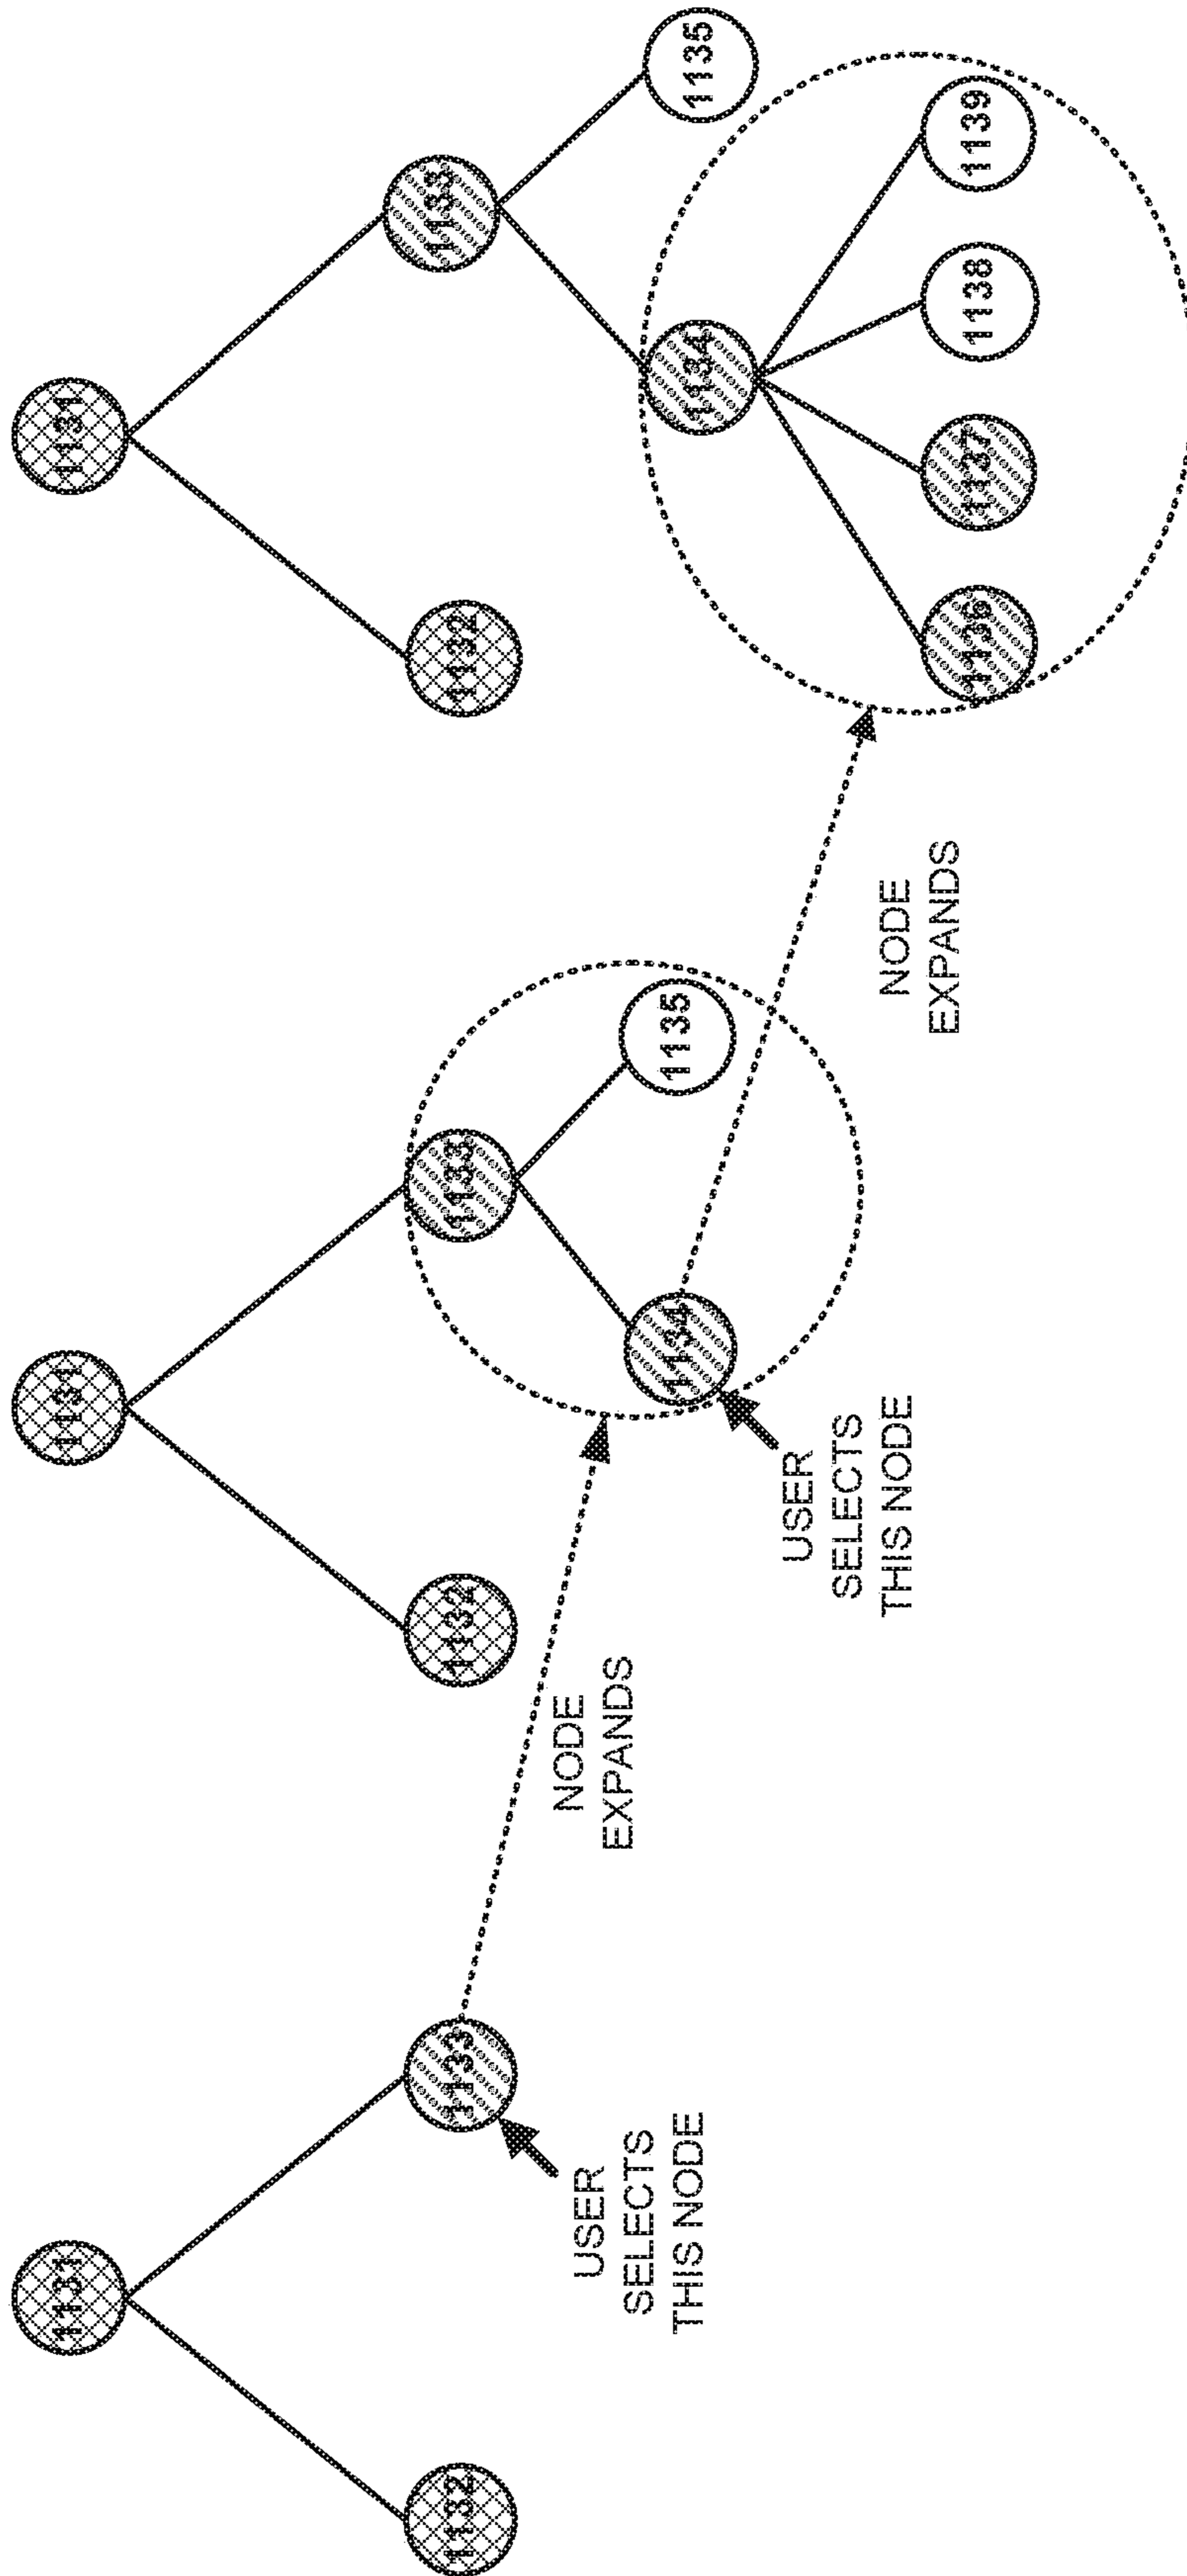 1131
1132
1133
USER
SELECTS
THIS NODE
NODE
EXPANDS
1131
1132
1133
1134
1135
USER
SELECTS
THIS NODE
NODE
EXPANDS
1131
1132
1133
1134
1135
1136
1137
1138
1139